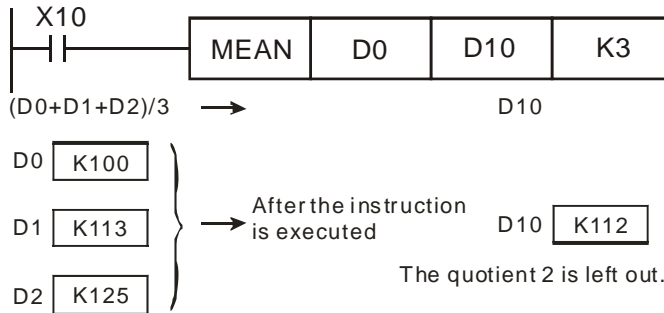 X10
MEAN D0 D10 K3
(D0+D1+D2)/3 D10
D0 K100
D1 K113
D2 K125
After the instruction
is executed
D10 K112
The quotient 2 is left out.